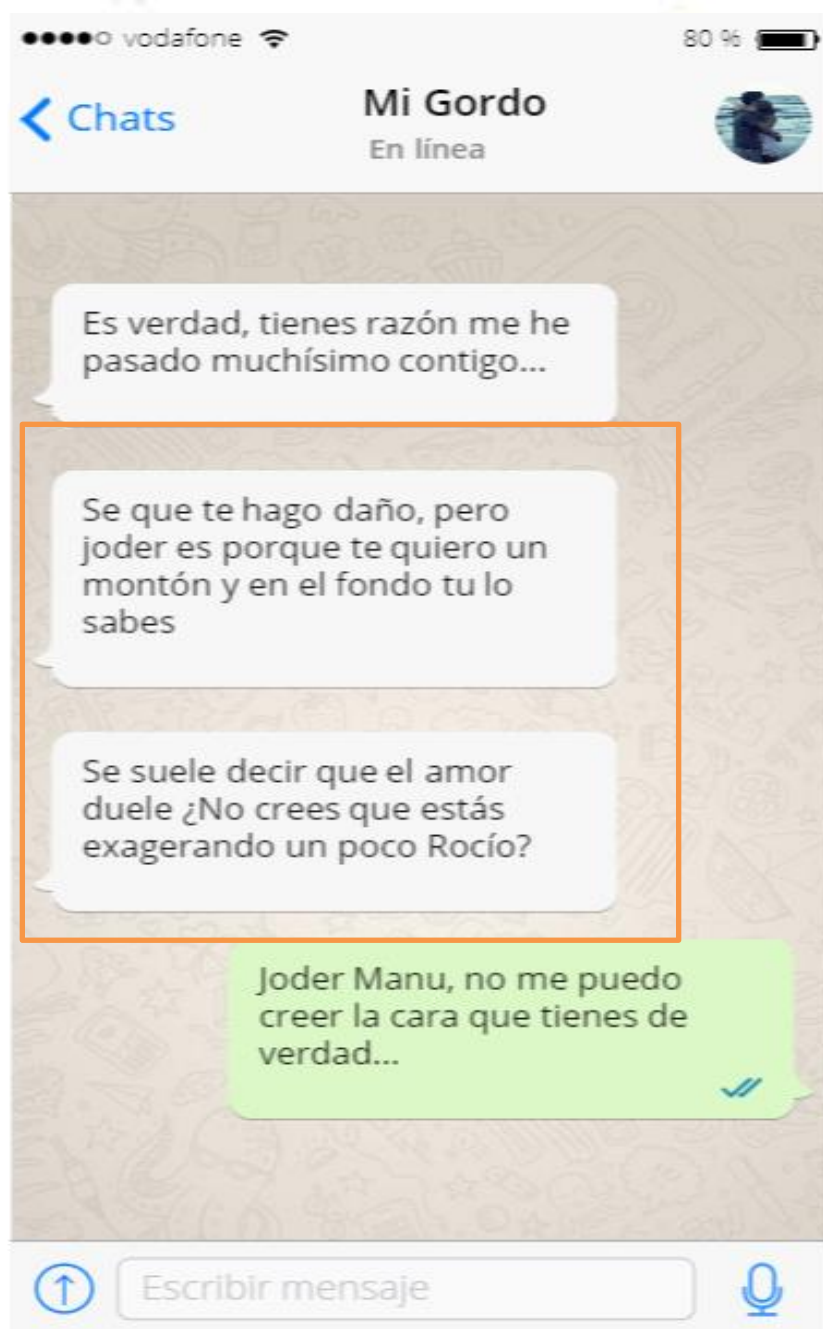 vodafone 80 %
Chats
Mi Gordo
En línea
Es verdad, tienes razón me he
pasado muchísimo contigo...
Se que te hago daño, pero
joder es porque te quiero un
montón y en el fondo tu lo
sabes
Se suele decir que el amor
duele ¿No crees que estás
exagerando un poco Rocío?
Joder Manu, no me puedo
creer la cara que tienes de
verdad...
Escribir mensaje